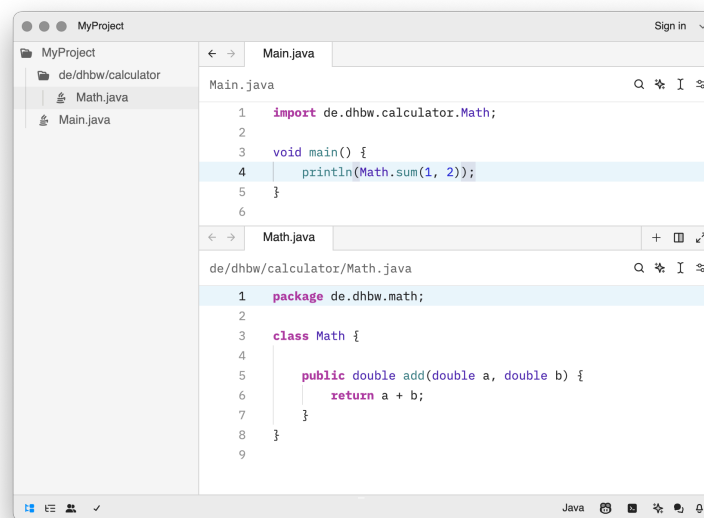 MyProject
Sign in
MyProject
de/dhbw/calculator
Math.java
Main.java
Main.java
Main.java
1 import de.dhbw.calculator.Math;
2
3 void main() {
4 println(Math.sum(1, 2));
5 }
6
Math.java
de/dhbw/calculator/Math.java
1 package de.dhbw.math;
2
3 class Math {
4
5 public double add(double a, double b) {
6 return a + b;
7 }
8 }
9
Java